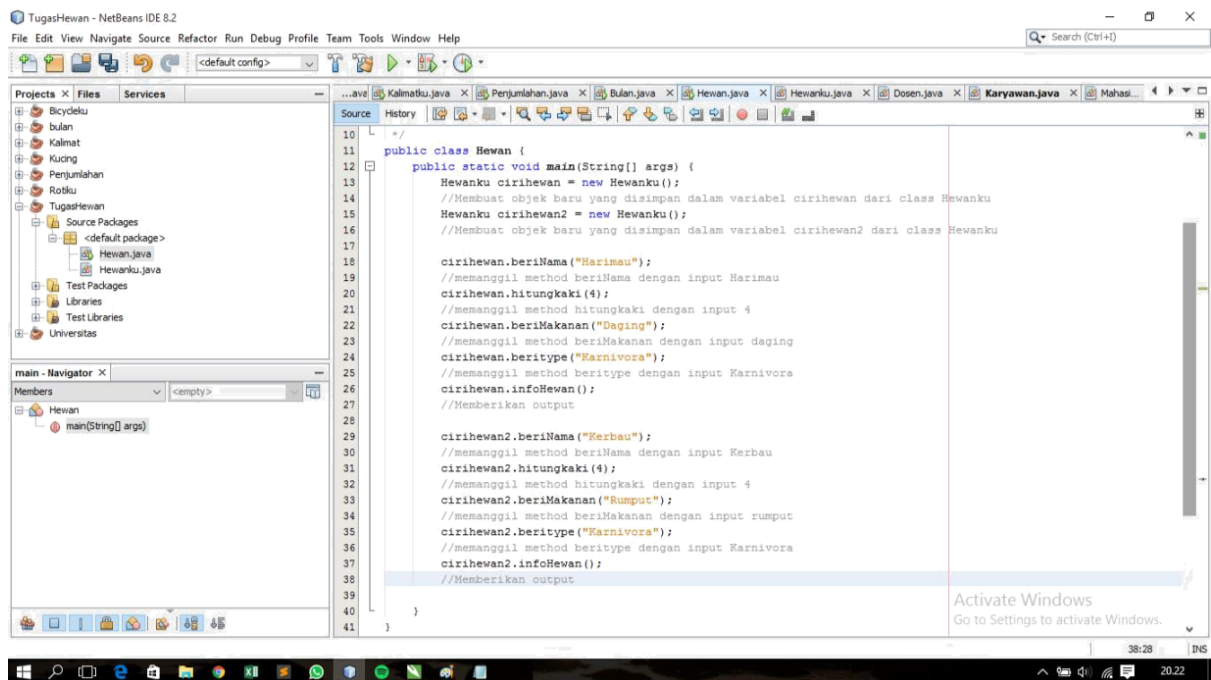 TugasHewan - NetBeans IDE 8.2
File Edit View Navigate Source Refactor Run Debug Profile Team Tools Window Help
Search (Ctrl+I)
<default config>
Projects Files Services
...ava Kalimatku.java Penjumlahan.java Bulan.java Hewan.java Hewanku.java Dosen.java Karyawan.java Mahasi...
Source History
Bicycleku
bulan
Kalimat
Kucing
Penjumlahan
Rotiku
TugasHewan
Source Packages
<default package>
Hewan.java
Hewanku.java
Test Packages
Libraries
Test Libraries
Universitas
main - Navigator
Members <empty>
Hewan
main(String[] args)
10 */
11 public class Hewan {
12 public static void main(String[] args) {
13 Hewanku cirihewan = new Hewanku();
14 //Membuat objek baru yang disimpan dalam variabel cirihewan dari class Hewanku
15 Hewanku cirihewan2 = new Hewanku();
16 //Membuat objek baru yang disimpan dalam variabel cirihewan2 dari class Hewanku
17
18 cirihewan.beriNama("Harimau");
19 //memanggil method beriNama dengan input Harimau
20 cirihewan.hitungkaki(4);
21 //memanggil method hitungkaki dengan input 4
22 cirihewan.beriMakanan("Daging");
23 //memanggil method beriMakanan dengan input daging
24 cirihewan.beritype("Karnivora");
25 //memanggil method beritype dengan input Karnivora
26 cirihewan.infoHewan();
27 //Memberikan output
28
29 cirihewan2.beriNama("Kerbau");
30 //memanggil method beriNama dengan input Kerbau
31 cirihewan2.hitungkaki(4);
32 //memanggil method hitungkaki dengan input 4
33 cirihewan2.beriMakanan("Rumput");
34 //memanggil method beriMakanan dengan input rumput
35 cirihewan2.beritype("Karnivora");
36 //memanggil method beritype dengan input Karnivora
37 cirihewan2.infoHewan();
38 //Memberikan output
39
40 }
41 }
Activate Windows
Go to Settings to activate Windows.
38:28 INS
20.22